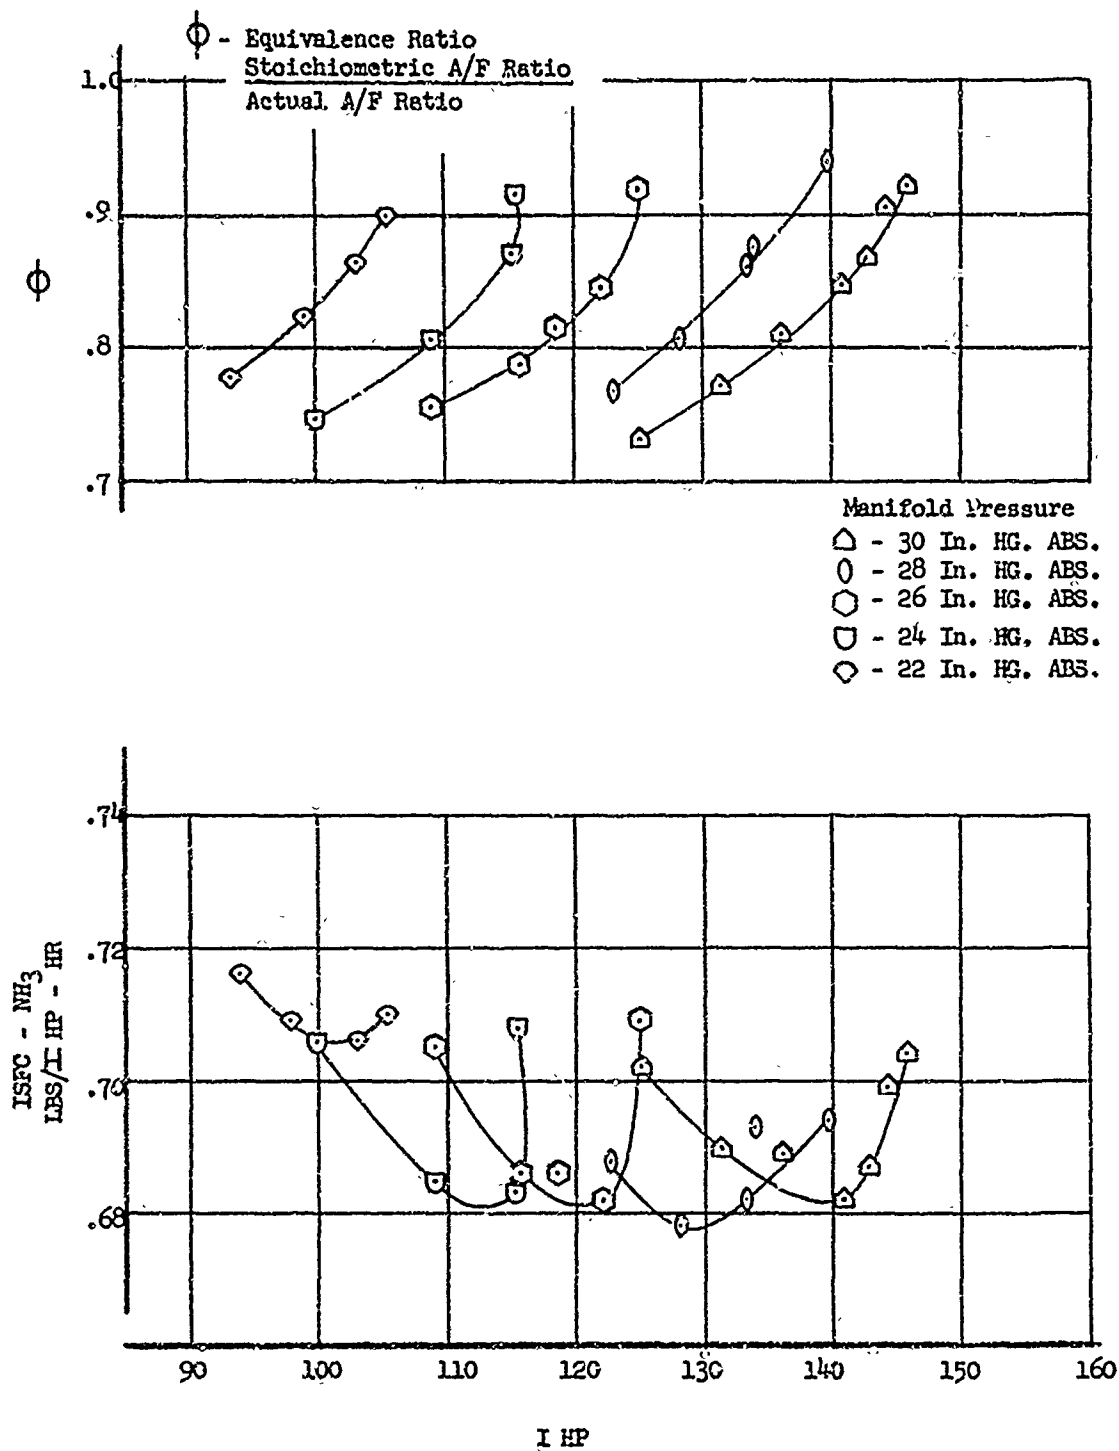 ϕ - Equivalence Ratio
Stoichiometric A/F Ratio
Actual A/F Ratio
1.0
.9
ϕ
.8
.7
Manifold Pressure
- 30 In. HG. ABS.
- 28 In. HG. ABS.
- 26 In. HG. ABS.
- 24 In. HG. ABS.
- 22 In. HG. ABS.
.74
.72
.70
.68
ISFC - NH3
LBS/I HP - HR
90 100 110 120 130 140 150 160
I HP